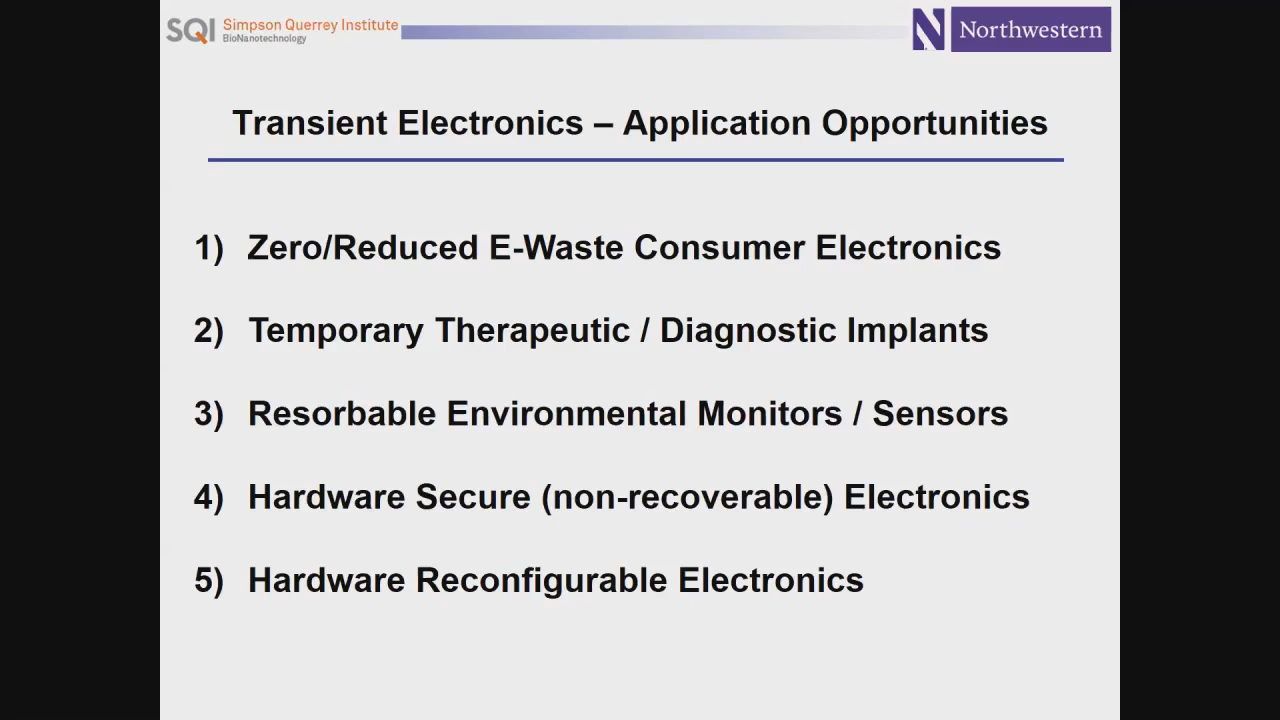 SQI Simpson Querrey Institute
BioNanotechnology
N Northwestern
Transient Electronics – Application Opportunities
1) Zero/Reduced E-Waste Consumer Electronics
2) Temporary Therapeutic / Diagnostic Implants
3) Resorbable Environmental Monitors / Sensors
4) Hardware Secure (non-recoverable) Electronics
5) Hardware Reconfigurable Electronics